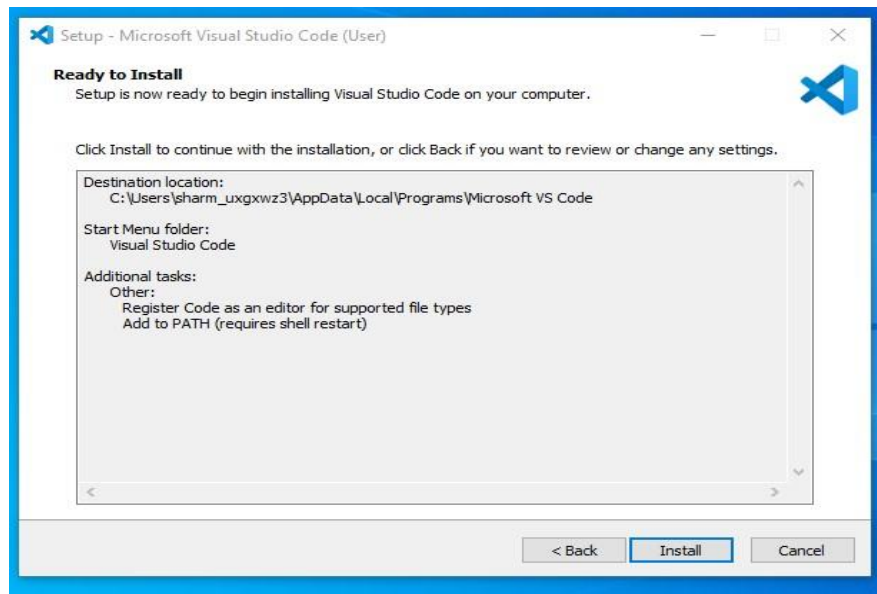 Setup - Microsoft Visual Studio Code (User)
Ready to Install
Setup is now ready to begin installing Visual Studio Code on your computer.
Click Install to continue with the installation, or click Back if you want to review or change any settings.
Destination location:
C:\Users\sharm_uxgxwz3\AppData\Local\Programs\Microsoft VS Code
Start Menu folder:
Visual Studio Code
Additional tasks:
Other:
Register Code as an editor for supported file types
Add to PATH (requires shell restart)
< Back
Install
Cancel